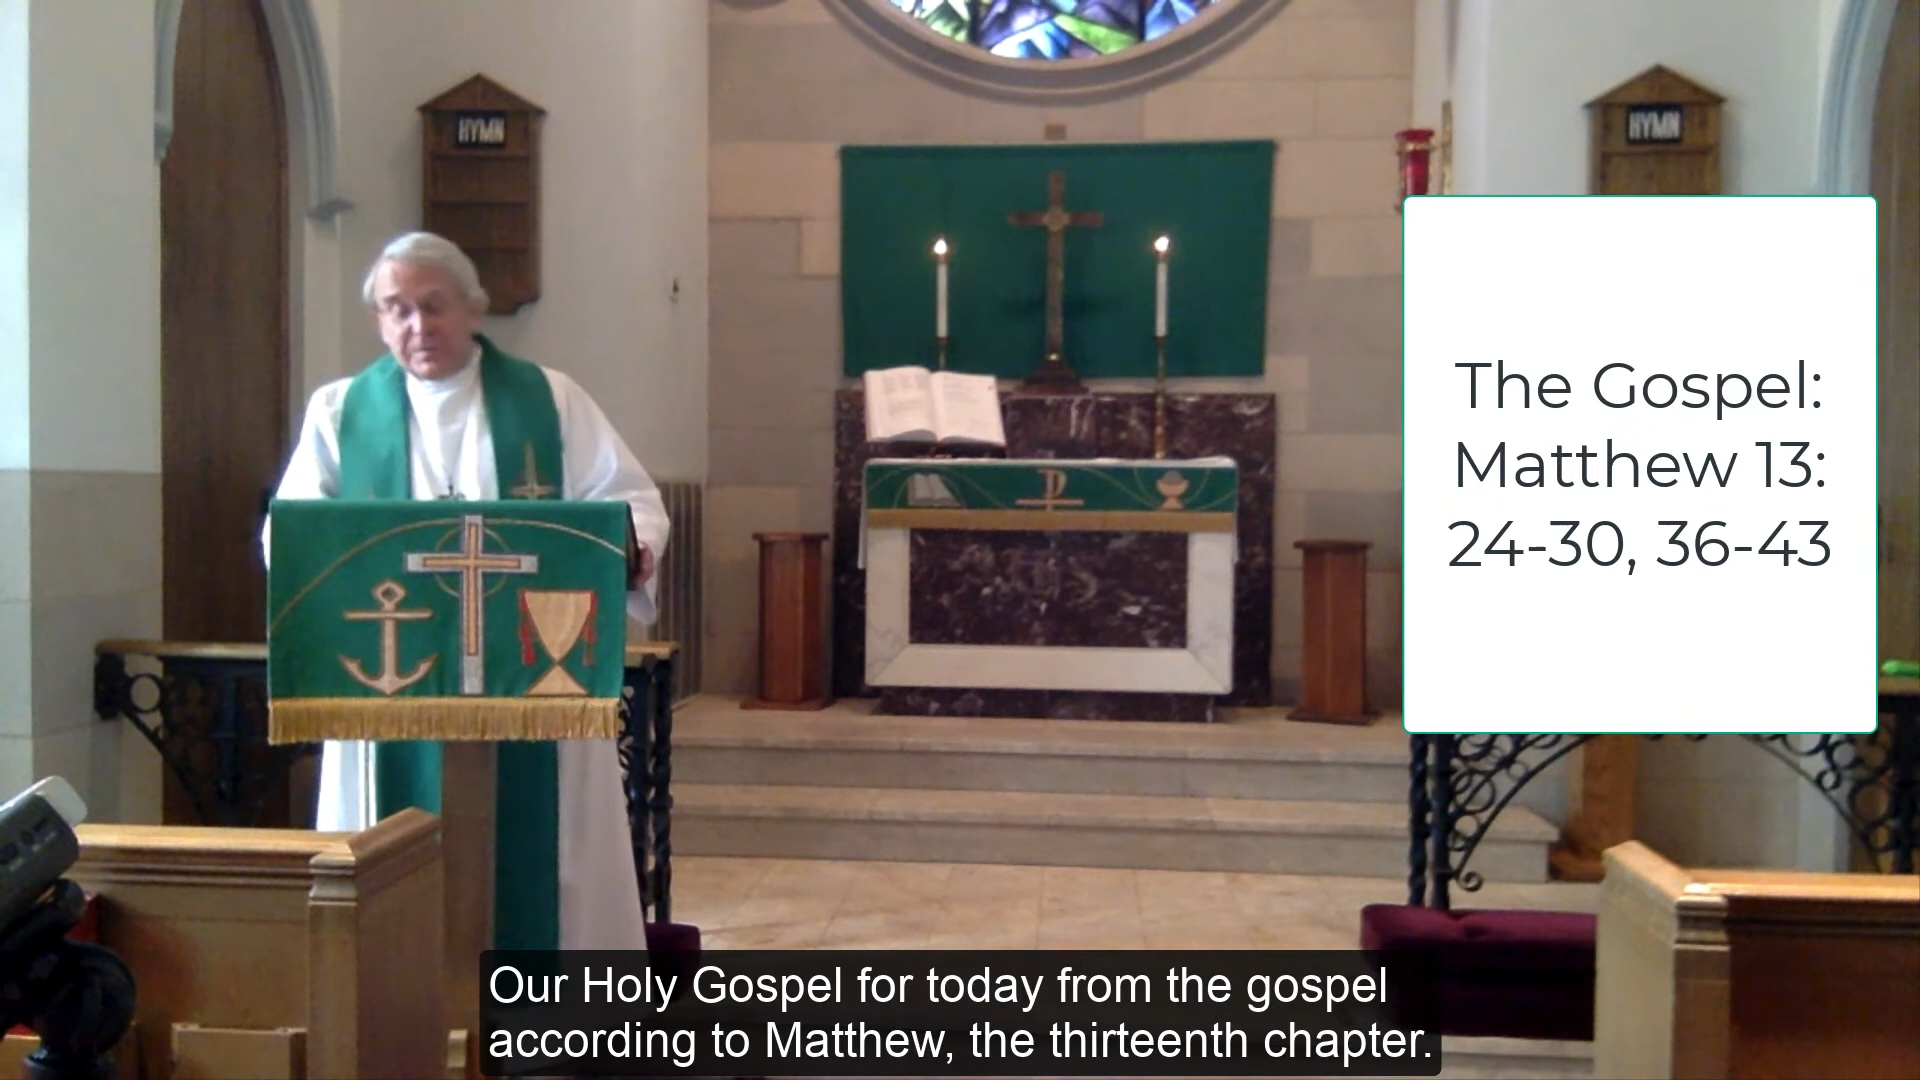 HYMN
HYMN
The Gospel:
Matthew 13:
24-30, 36-43
Our Holy Gospel for today from the gospel
according to Matthew, the thirteenth chapter.